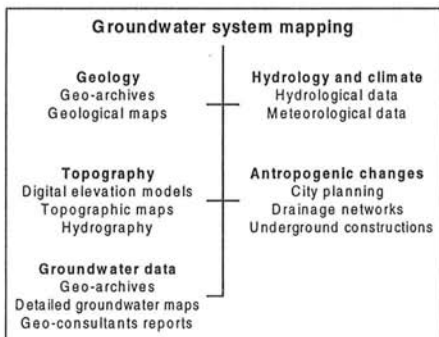 Groundwater system mapping
Geology
Geo-archives
Geological maps
Hydrology and climate
Hydrological data
Meteorological data
Topography
Digital elevation models
Topographic maps
Hydrography
Antropogenic changes
City planning
Drainage networks
Underground constructions
Groundwater data
Geo-archives
Detailed groundwater maps
Geo-consultants reports